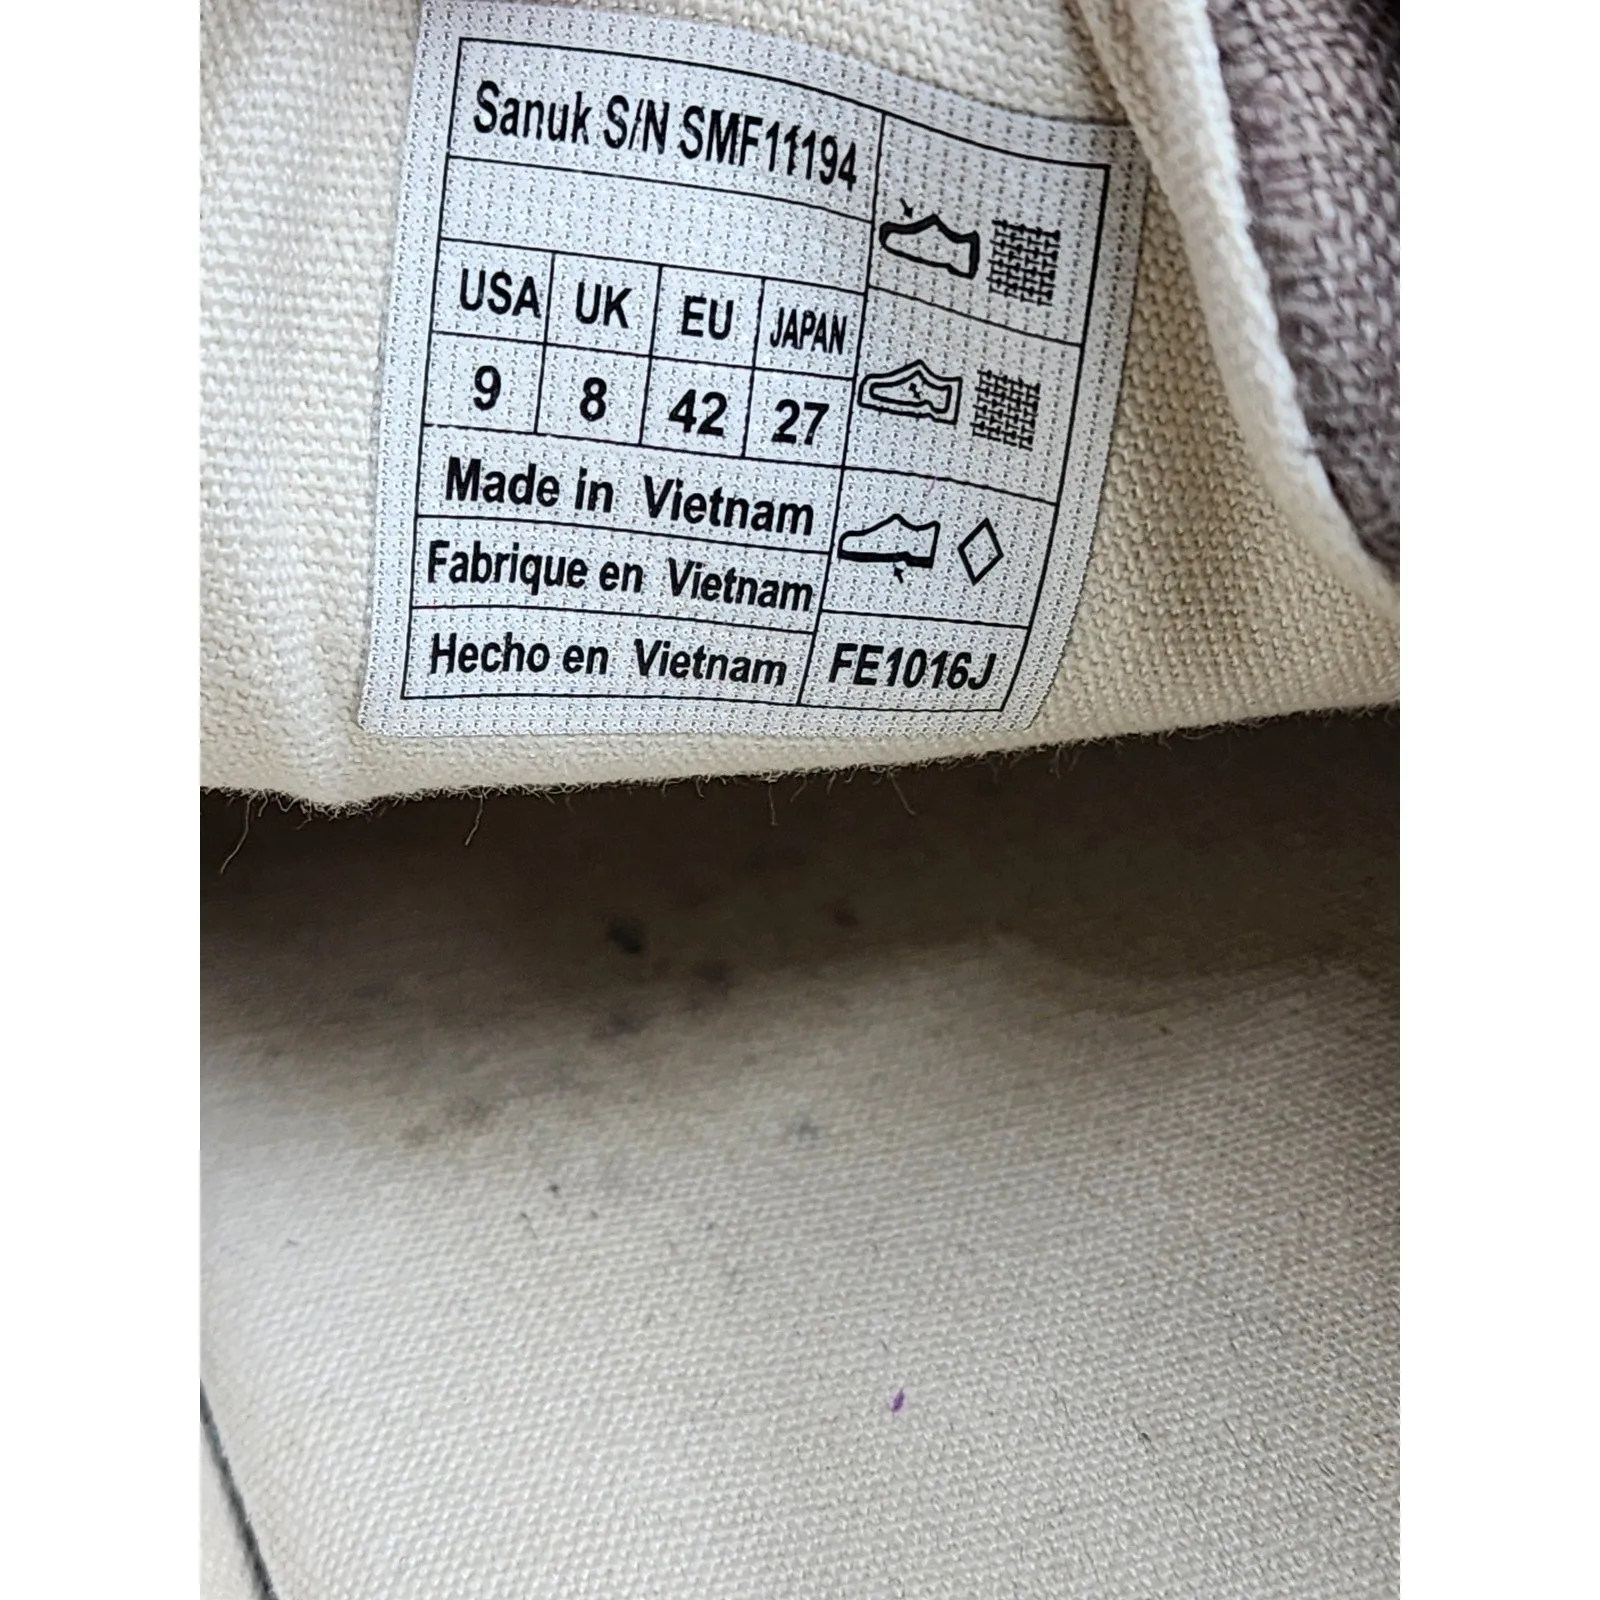 Sanuk S/N SMF11194
USA UK EU JAPAN
9 8 42 27
Made in Vietnam
Fabrique en Vietnam
Hecho en Vietnam
FE1016J